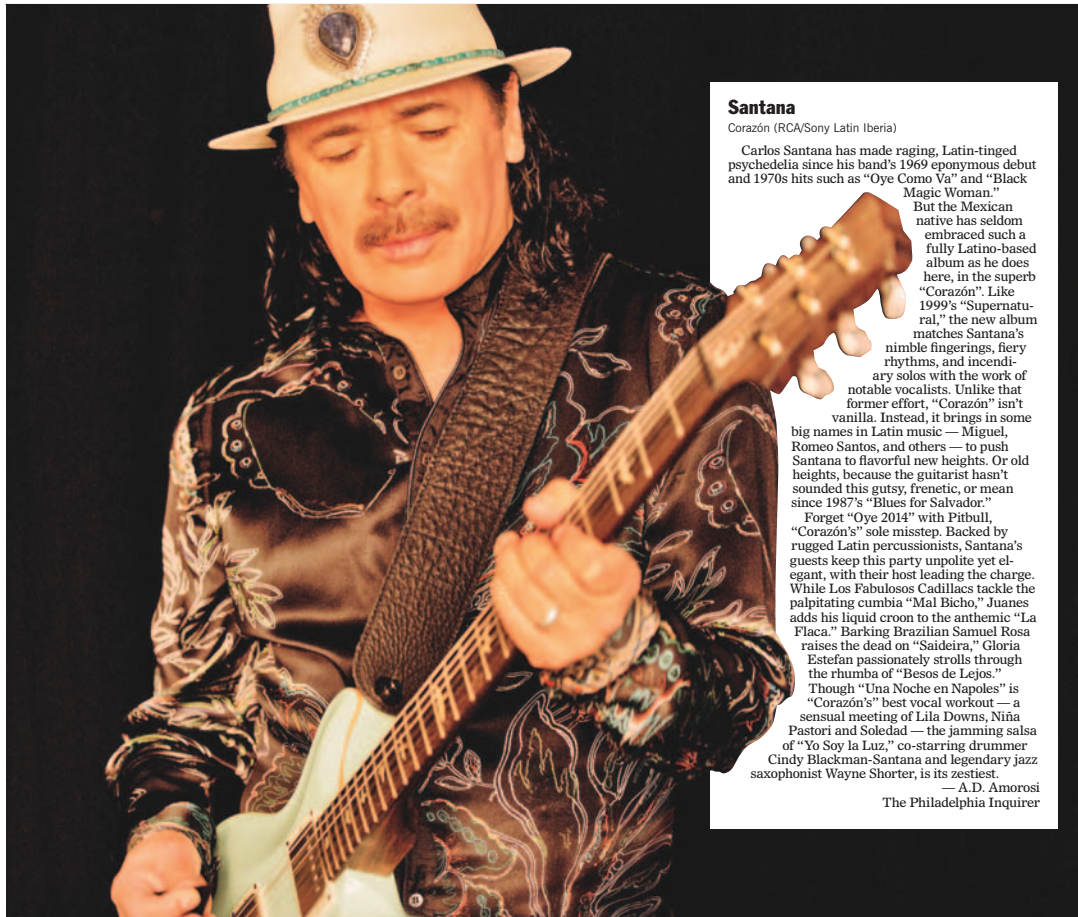 Santana
Corazón (RCA/Sony Latin Iberia)
Carlos Santana has made raging, Latin-tinged
psychedelia since his band's 1969 eponymous debut
and 1970s hits such as “Oye Como Va” and “Black
Magic Woman.”
But the Mexican
native has seldom
embraced such a
fully Latino-based
album as he does
here, in the superb
“Corazón”. Like
1999's “Supernatu-
ral,” the new album
matches Santana's
nimble fingerings, fiery
rhythms, and incendi-
ary solos with the work of
notable vocalists. Unlike that
former effort, “Corazón” isn't
vanilla. Instead, it brings in some
big names in Latin music — Miguel,
Romeo Santos, and others — to push
Santana to flavorful new heights. Or old
heights, because the guitarist hasn't
sounded this gutsy, frenetic, or mean
since 1987's “Blues for Salvador.”
Forget “Oye 2014” with Pitbull,
“Corazón's” sole misstep. Backed by
rugged Latin percussionists, Santana's
guests keep this party unpolite yet el-
egant, with their host leading the charge.
While Los Fabulosos Cadillacs tackle the
palpitating cumbia “Mal Bicho,” Juanes
adds his liquid croon to the anthemic “La
Flaca.” Barking Brazilian Samuel Rosa
raises the dead on “Saideira,” Gloria
Estefan passionately strolls through
the rhumba of “Besos de Lejos.”
Though “Una Noche en Napoles” is
“Corazón's” best vocal workout — a
sensual meeting of Lila Downs, Niña
Pastori and Soledad — the jamming salsa
of “Yo Soy la Luz,” co-starring drummer
Cindy Blackman-Santana and legendary jazz
saxophonist Wayne Shorter, is its zestiest.
— A.D. Amorosi
The Philadelphia Inquirer